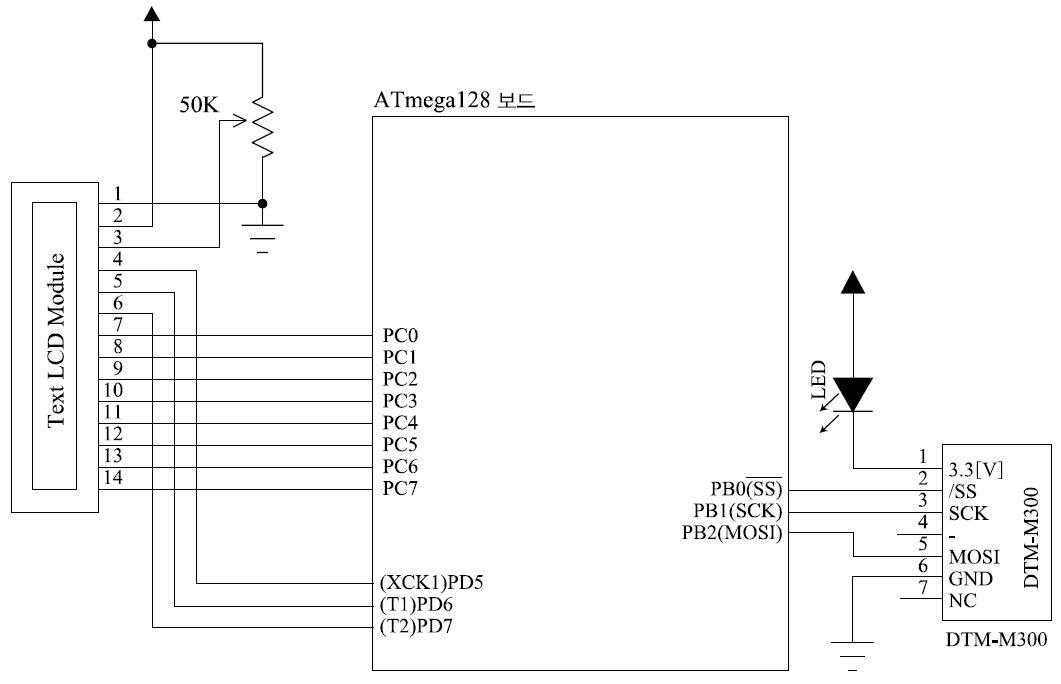 50K
ATmega128 보드
Text LCD Module
1
2
3
4
5
6
7
8
9
10
11
12
13
14
PC0
PC1
PC2
PC3
PC4
PC5
PC6
PC7
(XCK1)PD5
(T1)PD6
(T2)PD7
PB0(SS)
PB1(SCK)
PB2(MOSI)
LED
1
2
3
4
5
6
7
3.3[V]
/SS
SCK
-
MOSI
GND
NC
DTM-M300
DTM-M300